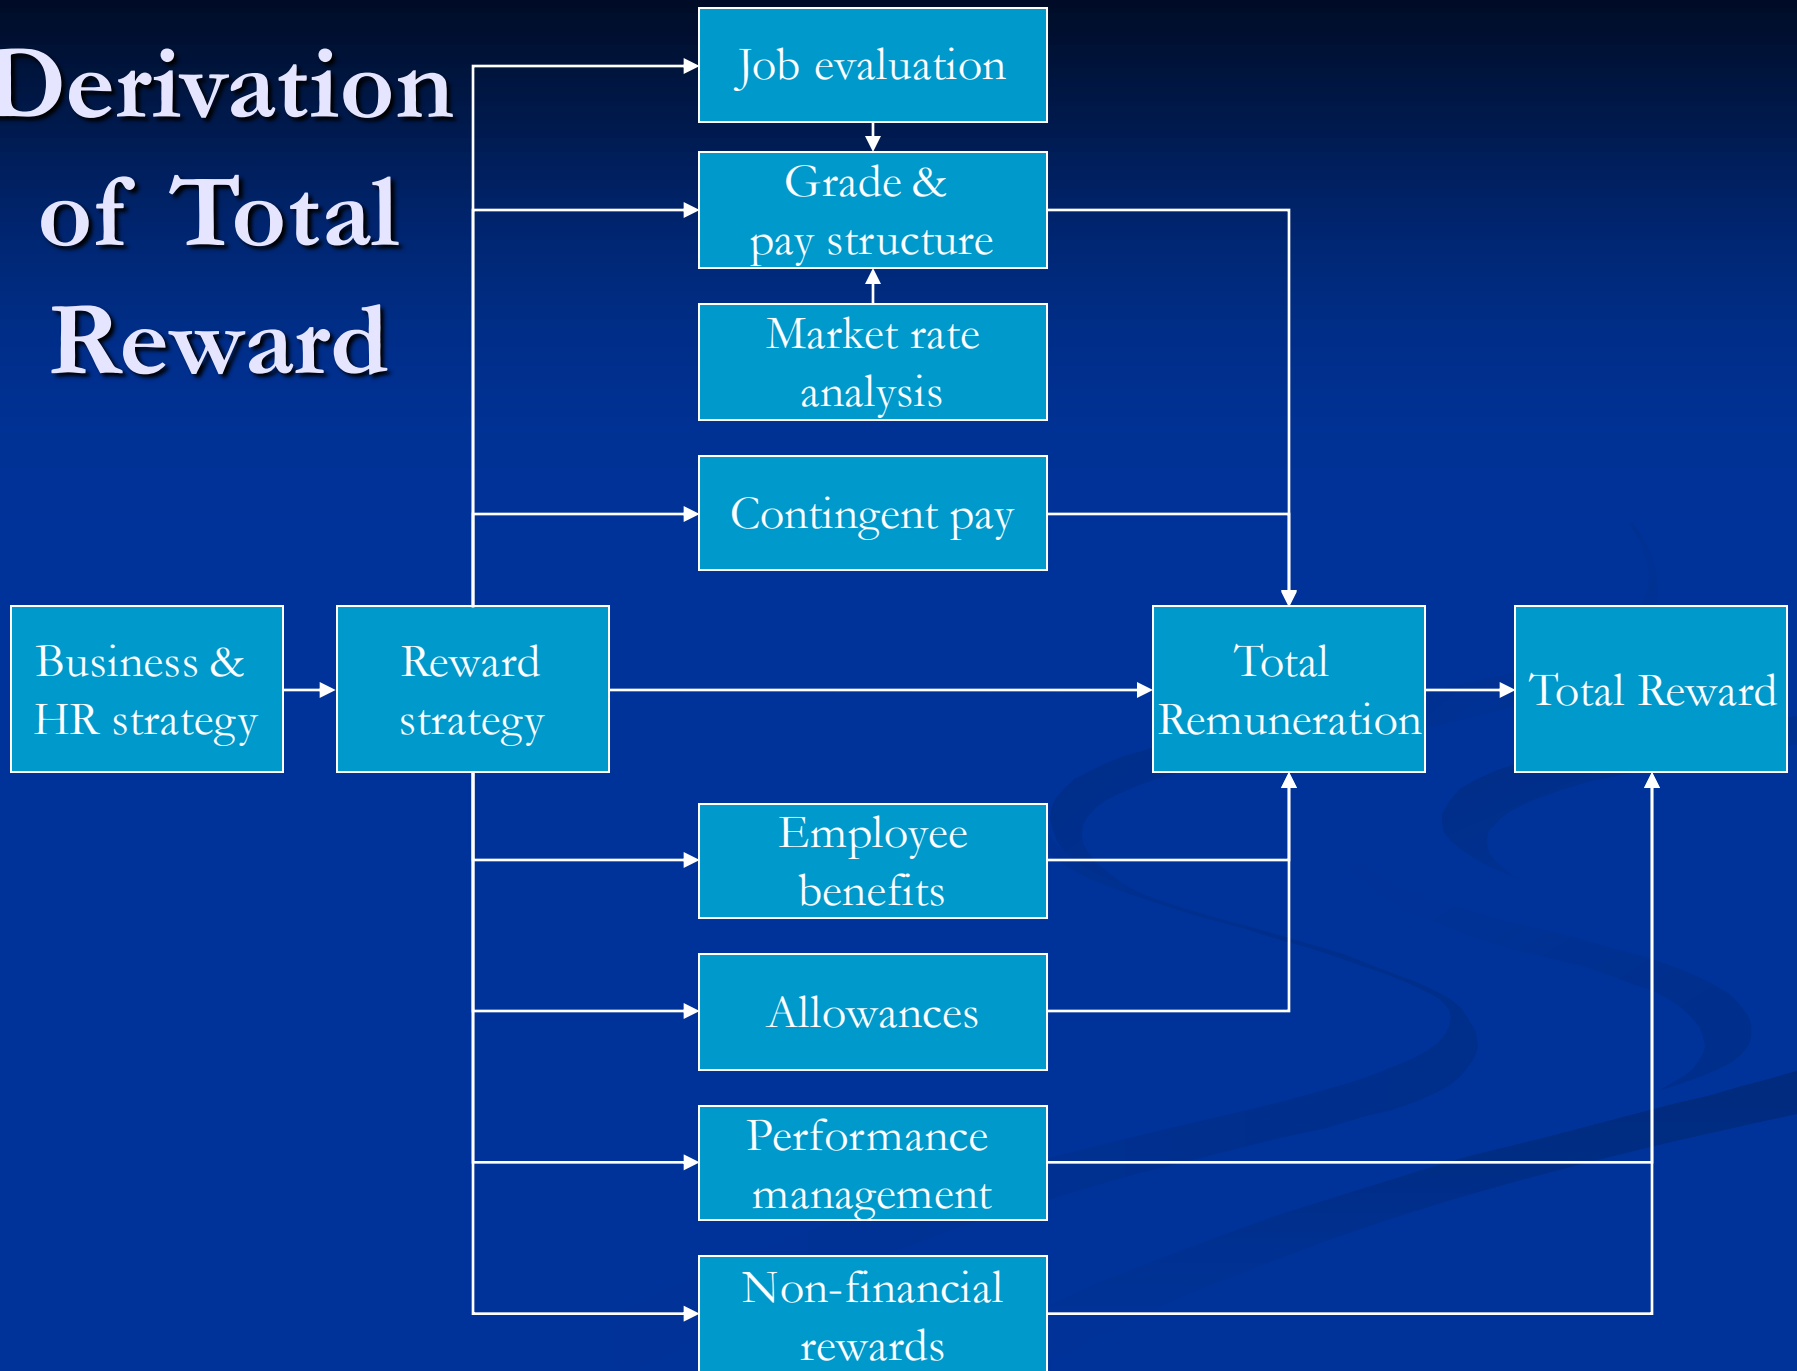 Derivation
of Total
Reward
Job evaluation
Grade &
pay structure
Market rate
analysis
Contingent pay
Business &
HR strategy
Reward
strategy
Total
Remuneration
Total Reward
Employee
benefits
Allowances
Performance
management
Non-financial
rewards